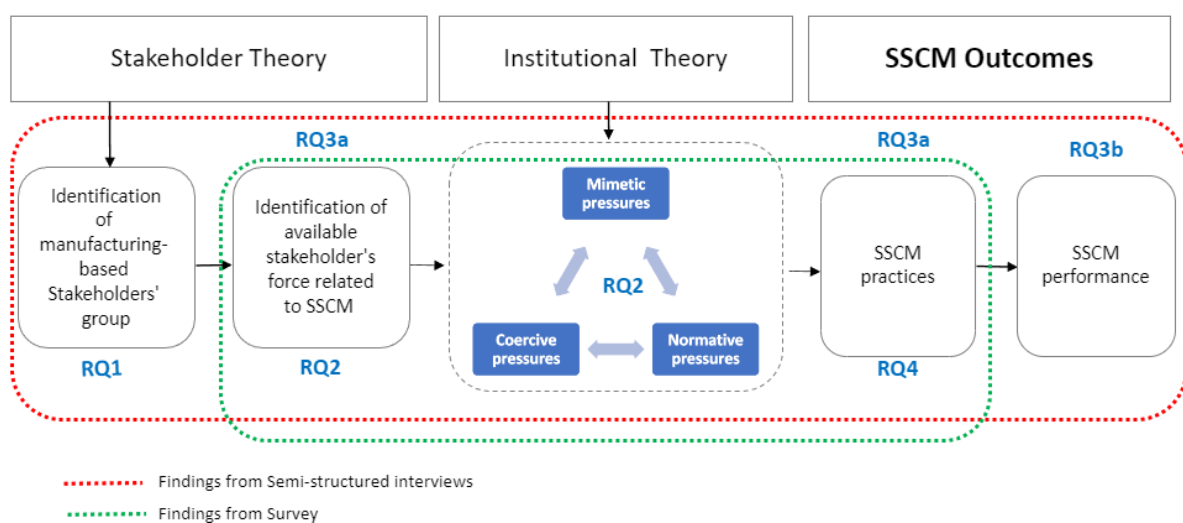 Stakeholder Theory
Institutional Theory
SSCM Outcomes
RQ3a
RQ3a
RQ3b
Identification
of
manufacturing-
based
Stakeholders'
group
Identification of
available
stakeholder's
force related
to SSCM
Mimetic
pressures
RQ2
Coercive
pressures
Normative
pressures
SSCM
practices
SSCM
performance
RQ1
RQ2
RQ4
Findings from Semi-structured interviews
Findings from Survey